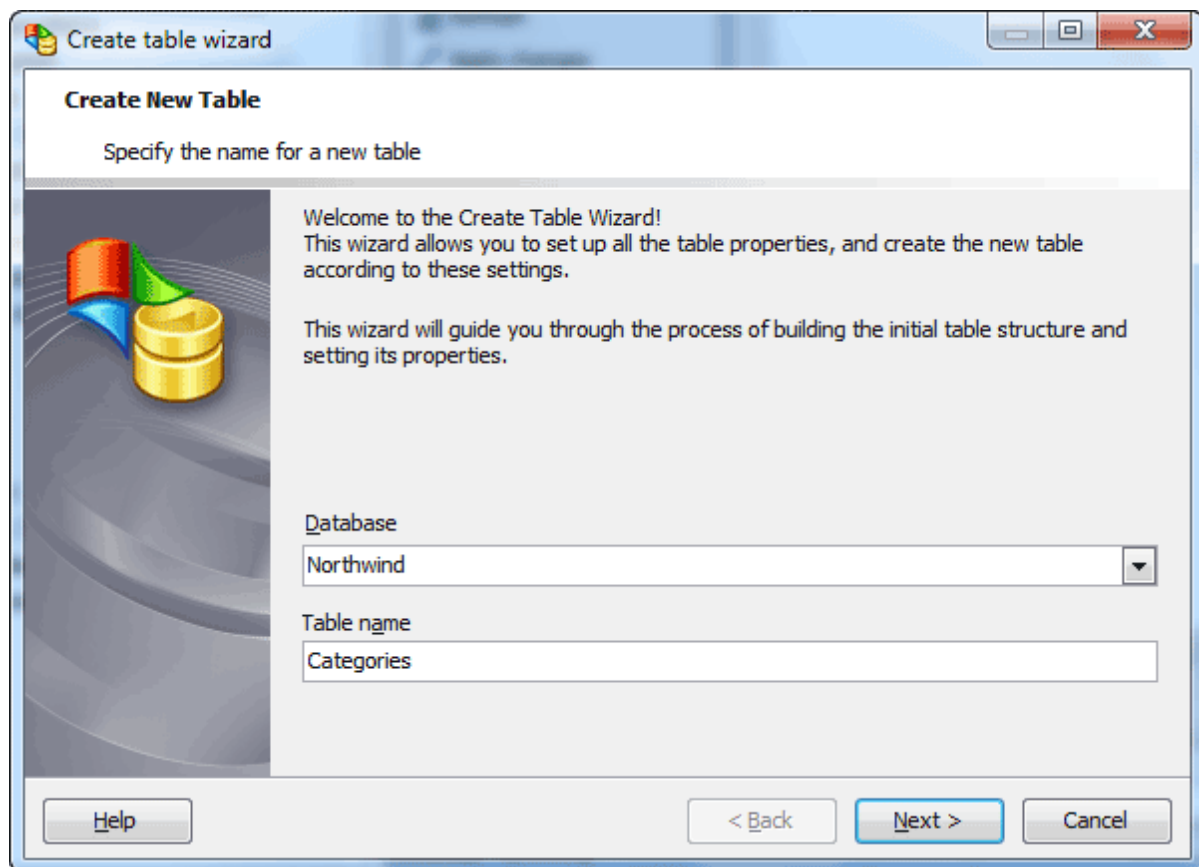 Create table wizard
Create New Table
Specify the name for a new table
Welcome to the Create Table Wizard!
This wizard allows you to set up all the table properties, and create the new table
according to these settings.
This wizard will guide you through the process of building the initial table structure and
setting its properties.
Database
Northwind
Table name
Categories
Help
< Back
Next >
Cancel